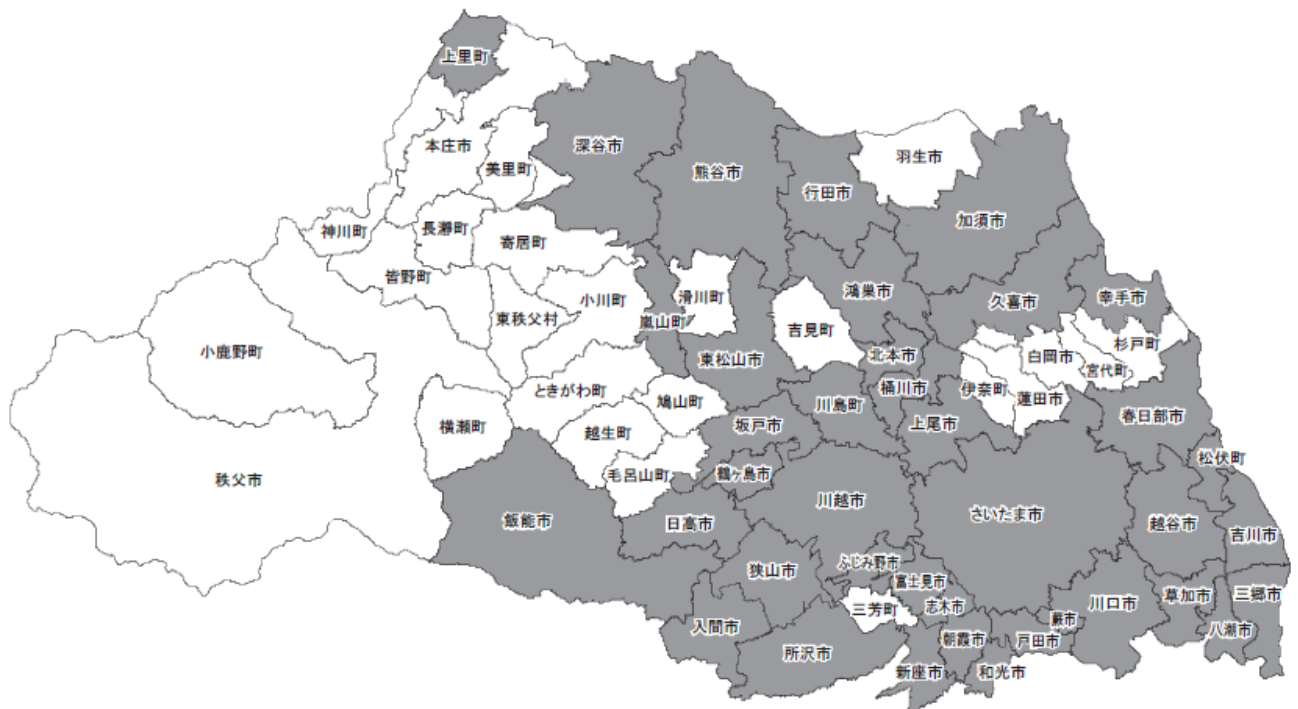 上里町
本庄市
美里町
深谷市
熊谷市
行田市
羽生市
加須市
神川町
長瀞町
寄居町
皆野町
小川町
東秩父村
嵐山町
滑川町
鴻巣市
吉見町
久喜市
幸手市
小鹿野町
東松山市
北本市
白岡市
杉戸町
宮代町
ときがわ町
鳩山町
川島町
桶川市
伊奈町
蓮田市
横瀬町
越生町
坂戸市
上尾市
春日部市
松伏町
秩父市
毛呂山町
鶴ヶ島市
川越市
さいたま市
越谷市
吉川市
飯能市
日高市
狭山市
ふじみ野市
富士見市
三芳町
志木市
川口市
草加市
三郷市
入間市
所沢市
朝霞市
蕨市
戸田市
八潮市
新座市
和光市